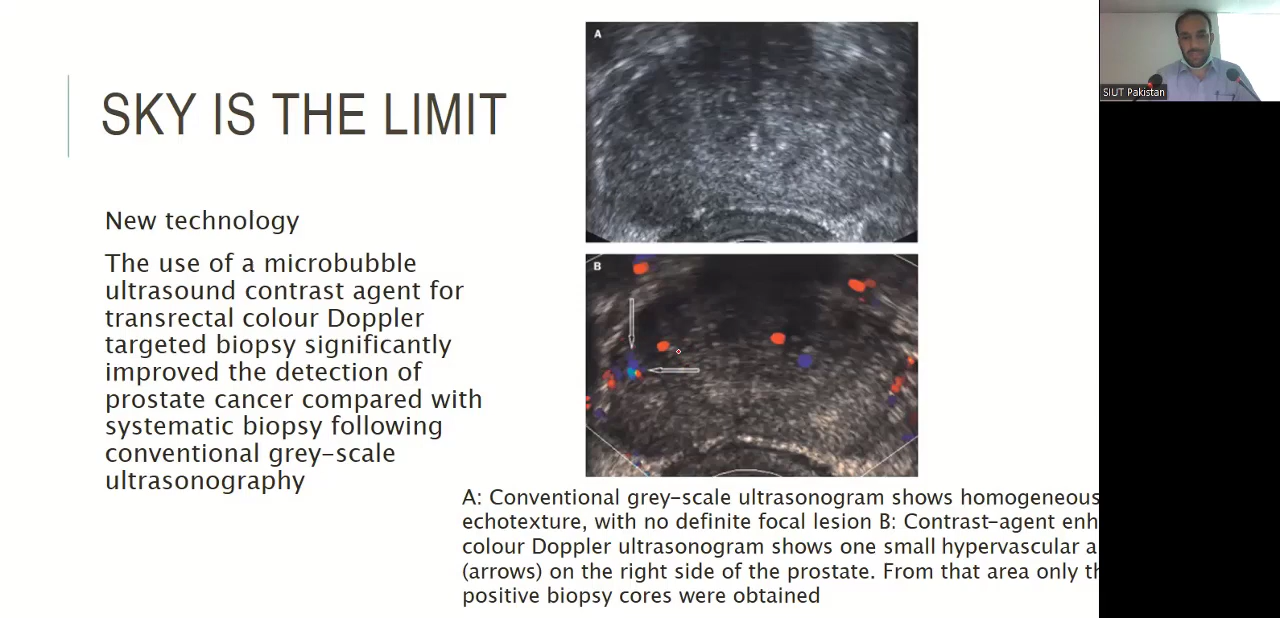 SKY IS THE LIMIT
New technology
The use of a microbubble
ultrasound contrast agent for
transrectal colour Doppler
targeted biopsy significantly
improved the detection of
prostate cancer compared with
systematic biopsy following
conventional grey-scale
ultrasonography
A
B
A: Conventional grey-scale ultrasonogram shows homogeneous
echotexture, with no definite focal lesion B: Contrast-agent enh
colour Doppler ultrasonogram shows one small hypervascular a
(arrows) on the right side of the prostate. From that area only th
positive biopsy cores were obtained
SIUT Pakistan